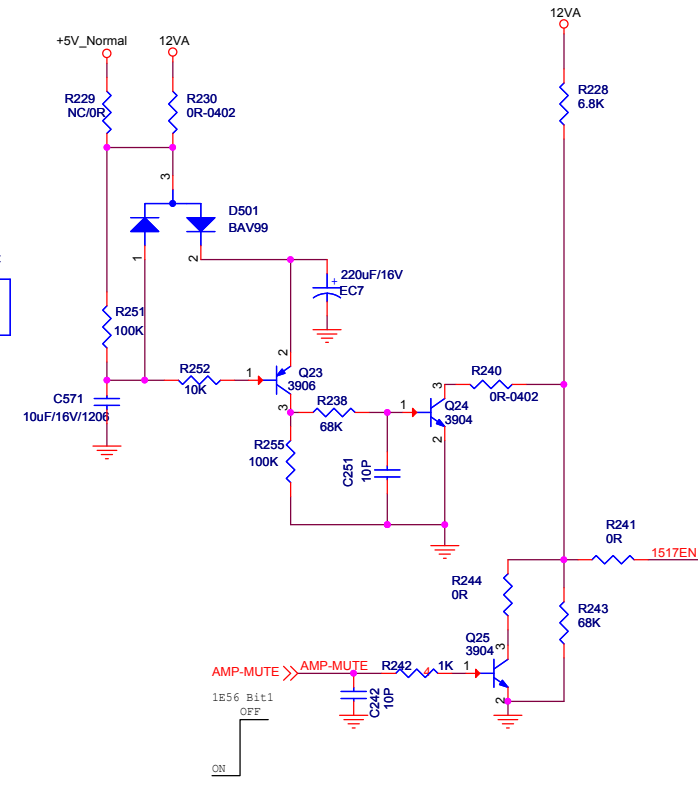 12VA
+5V_Normal
12VA
R229
NC/0R
R230
0R-0402
R228
6.8K
3
D501
BAV99
1
2
220uF/16V
+
EC7
R251
100K
2
R252
10K
1
Q23
3906
3
R240
0R-0402
C571
10uF/16V/1206
R238
68K
1
3
Q24
3904
2
R255
100K
C251
10P
R241
0R
1517EN
R244
0R
R243
68K
Q25
3904
3
AMP-MUTE
AMP-MUTE
R242
4
1K
1
2
C242
10P
1E56 Bit1
OFF
ON